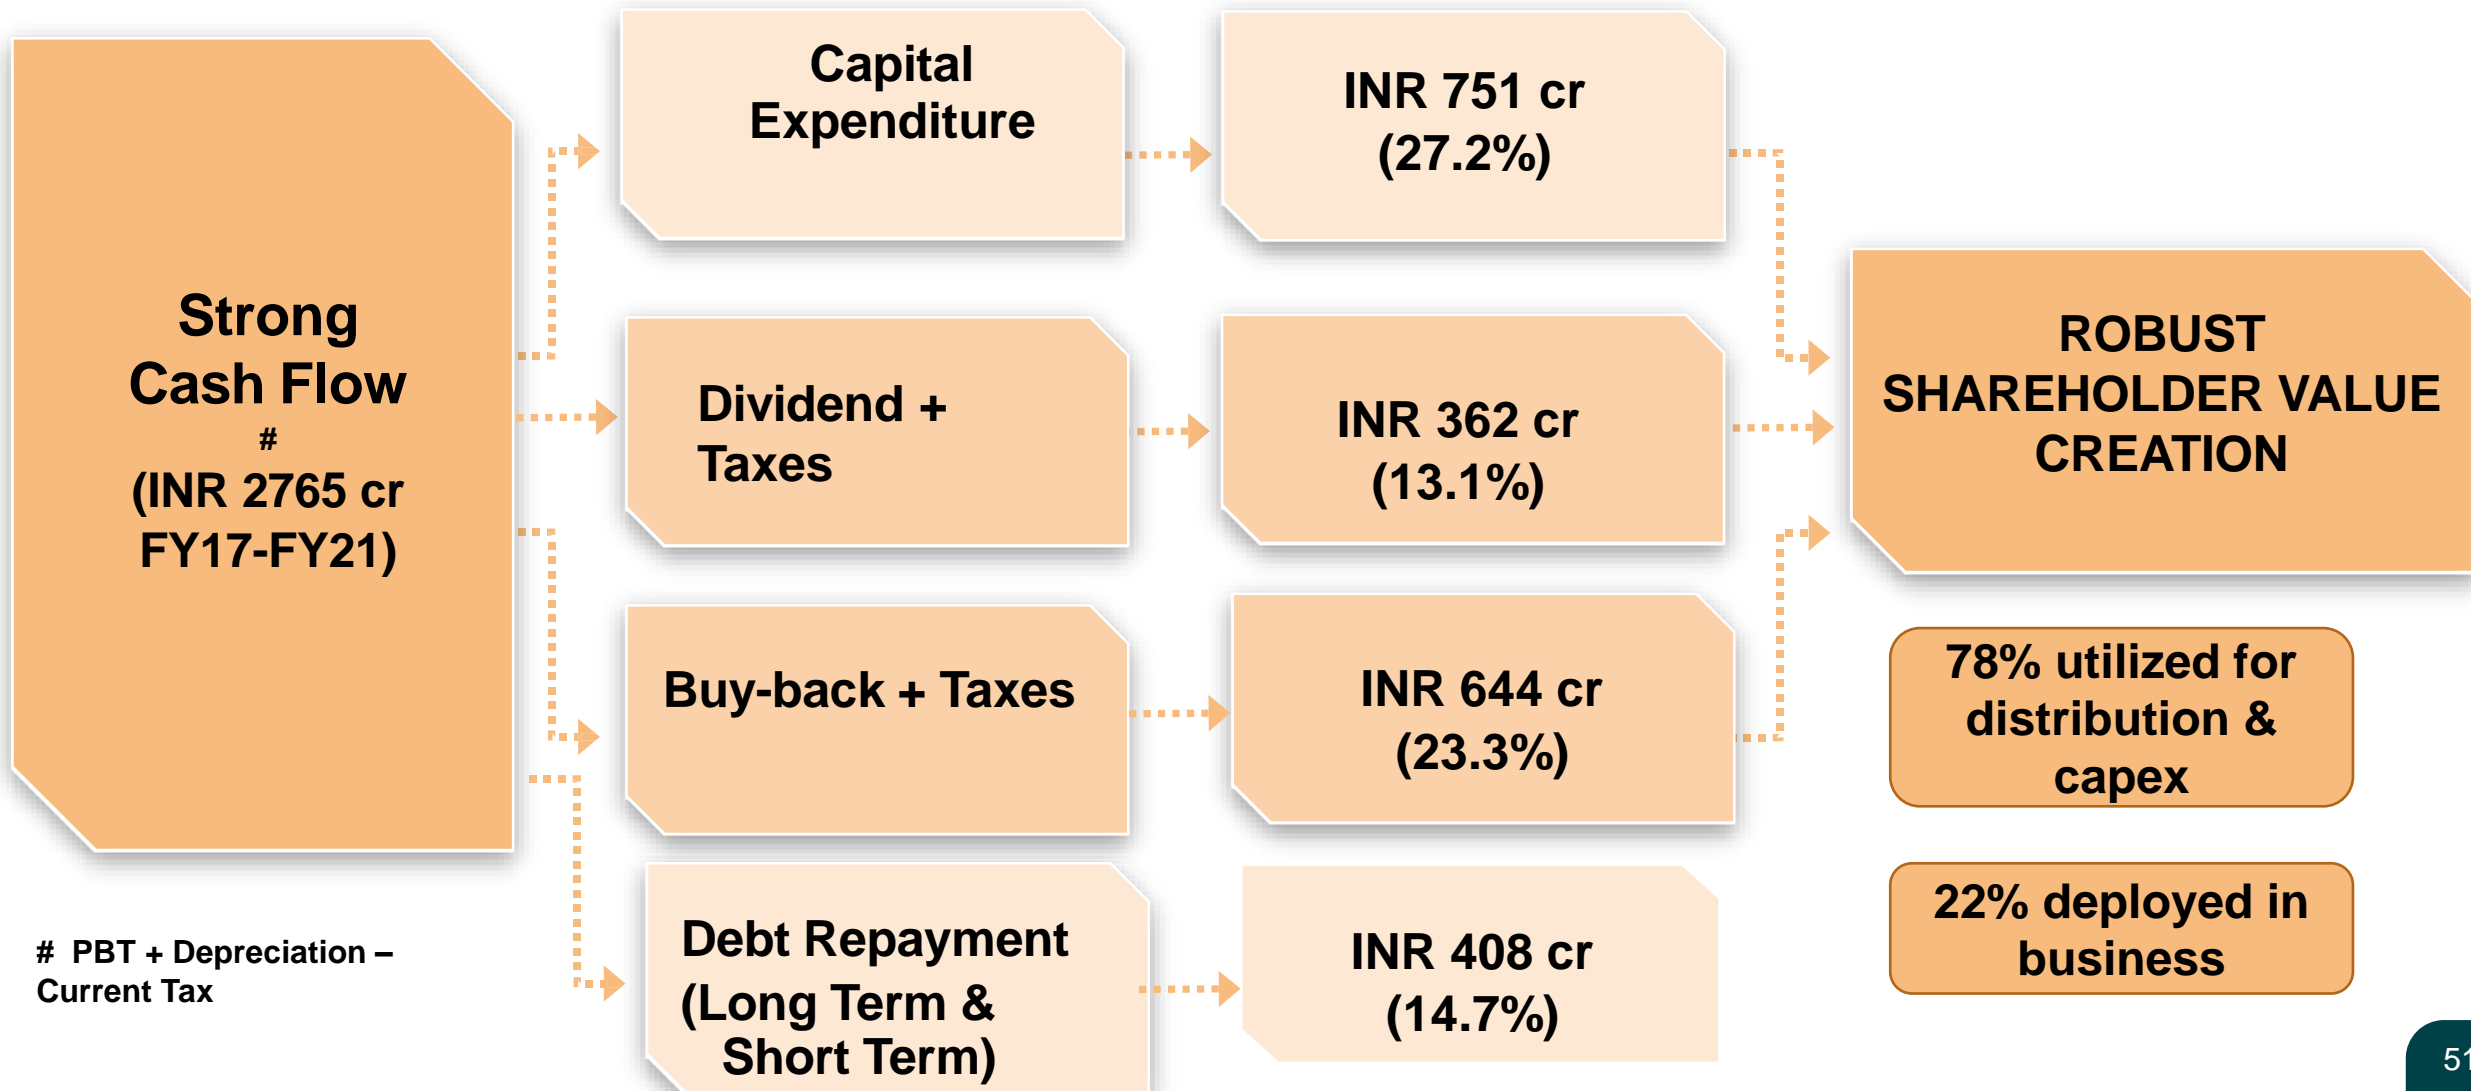 Strong
Cash Flow
#
(INR 2765 cr
FY17-FY21)
# PBT + Depreciation –
Current Tax
Capital
Expenditure
INR 751 cr
(27.2%)
Dividend +
Taxes
INR 362 cr
(13.1%)
Buy-back + Taxes
INR 644 cr
(23.3%)
Debt Repayment
(Long Term &
Short Term)
INR 408 cr
(14.7%)
ROBUST
SHAREHOLDER VALUE
CREATION
78% utilized for
distribution &
capex
22% deployed in
business
51